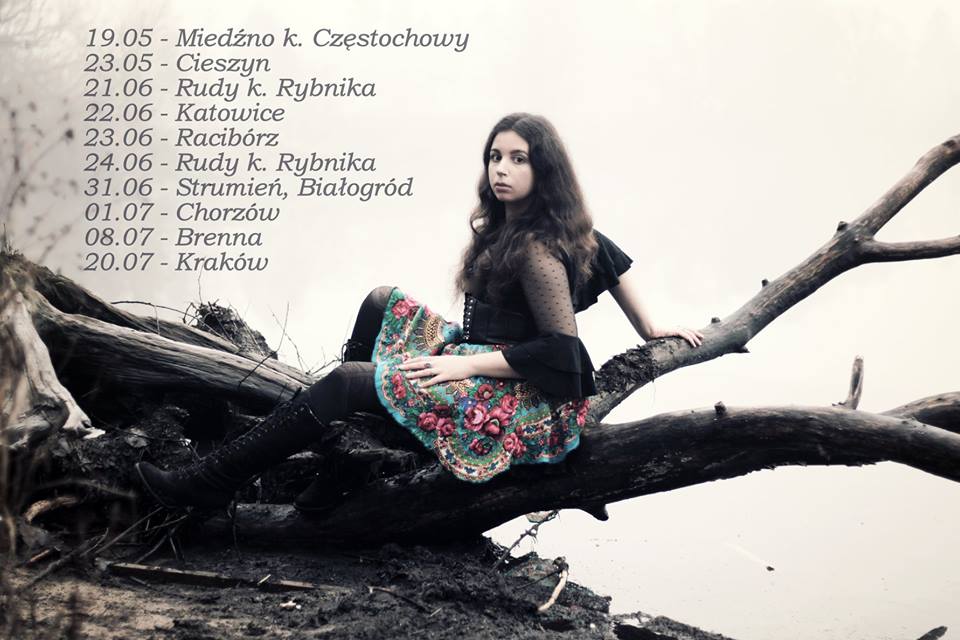 19.05 - Miedźno k. Częstochowy
23.05 - Cieszyn
21.06 - Rudy k. Rybnika
22.06 - Katowice
23.06 - Racibórz
24.06 - Rudy k. Rybnika
31.06 - Strumień, Białogród
01.07 - Chorzów
08.07 - Brenna
20.07 - Kraków